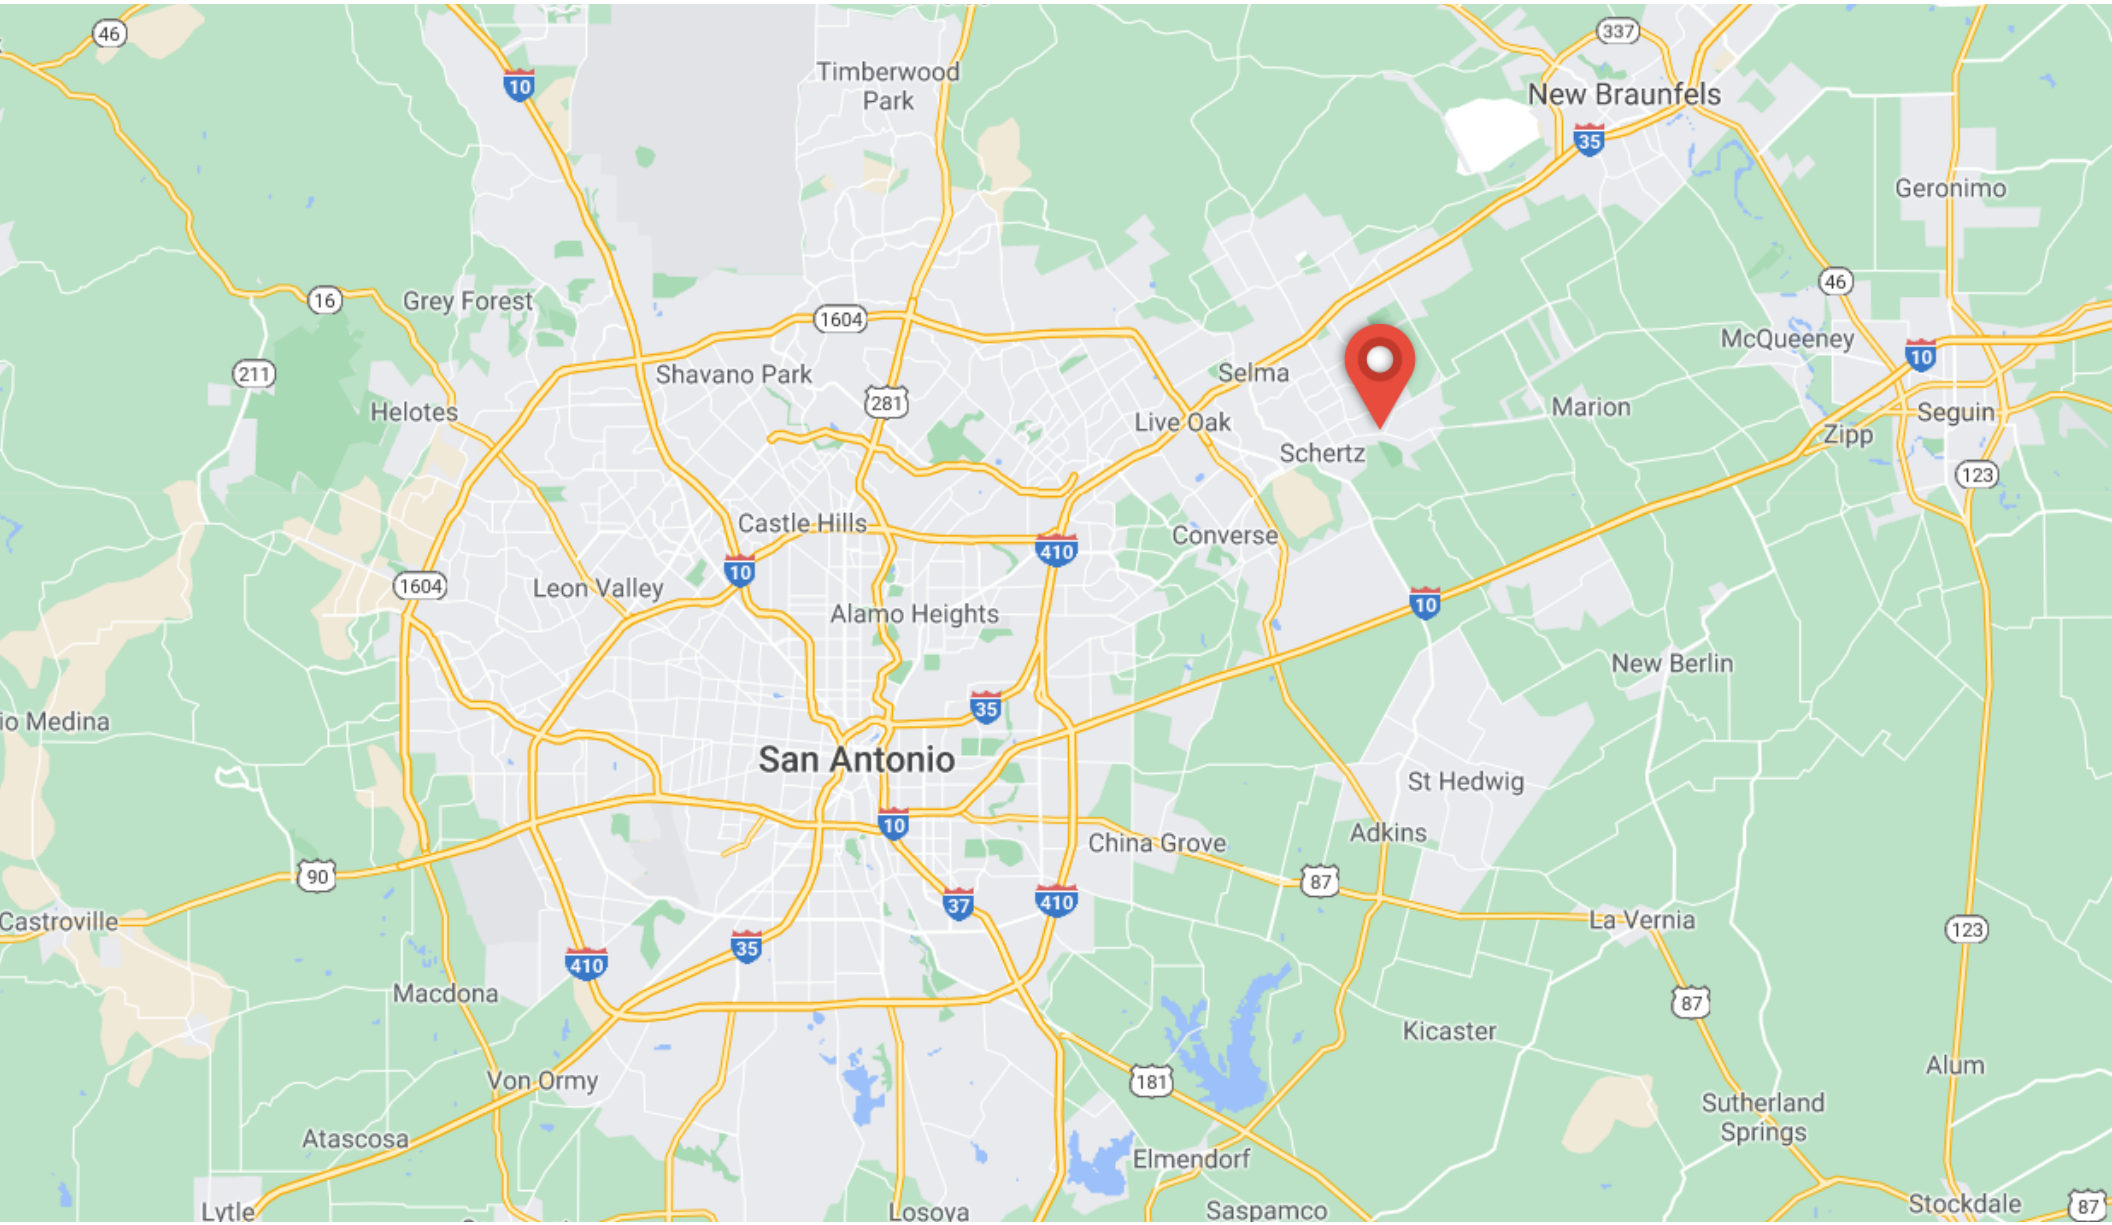 46
337
10
Timberwood
Park
New Braunfels
35
Geronimo
46
16
Grey Forest
1604
McQueeney
10
211
Shavano Park
Selma
281
Helotes
Marion
Seguin
Live Oak
Zipp
Schertz
123
Castle Hills
Converse
410
10
1604
Leon Valley
Alamo Heights
10
New Berlin
35
io Medina
San Antonio
St Hedwig
10
Adkins
China Grove
90
87
37
410
Castroville
La Vernia
123
35
410
Macdona
87
Kicaster
Alum
Von Ormy
181
Sutherland
Springs
Atascosa
Elmendorf
Lytle
Losoya
Saspamco
Stockdale
87